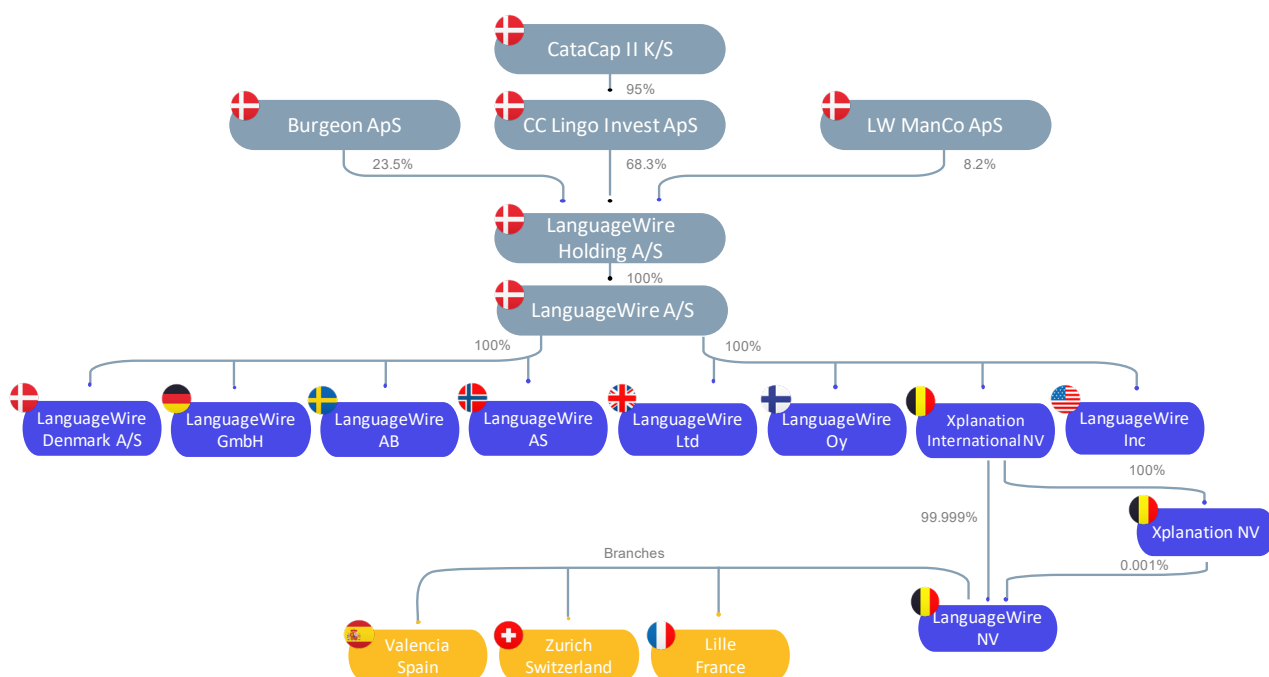 CataCap II K/S
95%
Burgeon ApS
CC Lingo Invest ApS
LW ManCo ApS
23.5%
68.3%
8.2%
LanguageWire
Holding A/S
100%
LanguageWire A/S
100%
100%
LanguageWire
Denmark A/S
LanguageWire
GmbH
LanguageWire
AB
LanguageWire
AS
LanguageWire
Ltd
LanguageWire
Oy
Xplanation
International NV
LanguageWire
Inc
100%
99.999%
Xplanation NV
Branches
0.001%
LanguageWire
NV
Valencia
Spain
Zurich
Switzerland
Lille
France